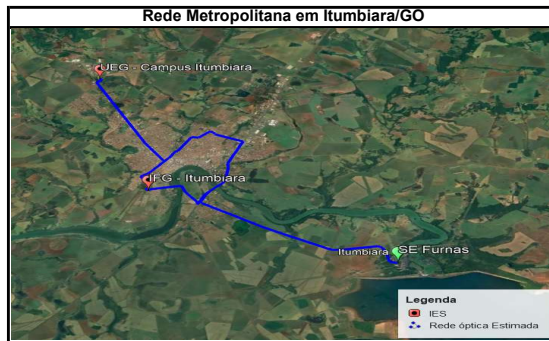 Rede Metropolitana em Itumbiara/GO
UEG - Campus Itumbiara
IFG - Itumbiara
Itumbiara
SE Furnas
Legenda
IES
Rede óptica Estimada